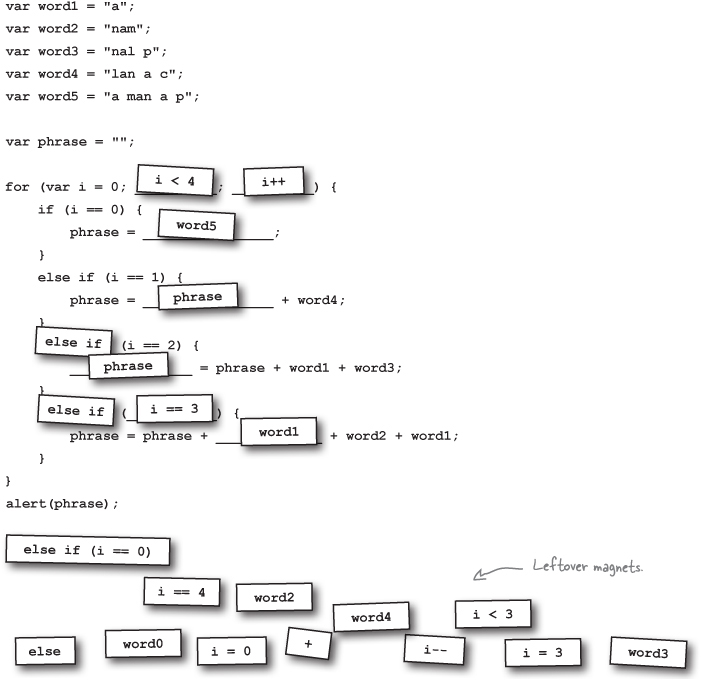 var word1 = "a";
var word2 = "nam";
var word3 = "nal p";
var word4 = "lan a c";
var word5 = "a man a p";
var phrase = "";
for (var i = 0; i < 4; i++) {
if (i == 0) {
phrase = word5;
}
else if (i == 1) {
phrase = phrase + word4;
}
else if (i == 2) {
phrase = phrase + word1 + word3;
}
else if (i == 3) {
phrase = phrase + word1 + word2 + word1;
}
}
alert(phrase);
else if (i == 0)
Leftover magnets.
i == 4 word2 word4 i < 3
else word0 i = 0 + i-- i = 3 word3